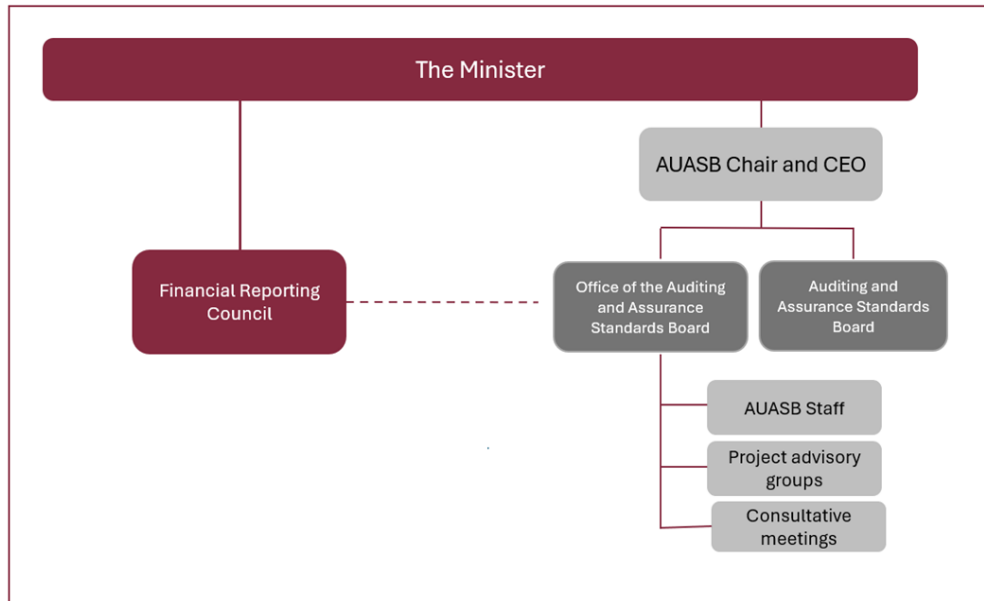 The Minister
AUASB Chair and CEO
Financial Reporting
Council
Office of the Auditing
and Assurance
Standards Board
Auditing and
Assurance Standards
Board
AUASB Staff
Project advisory
groups
Consultative
meetings